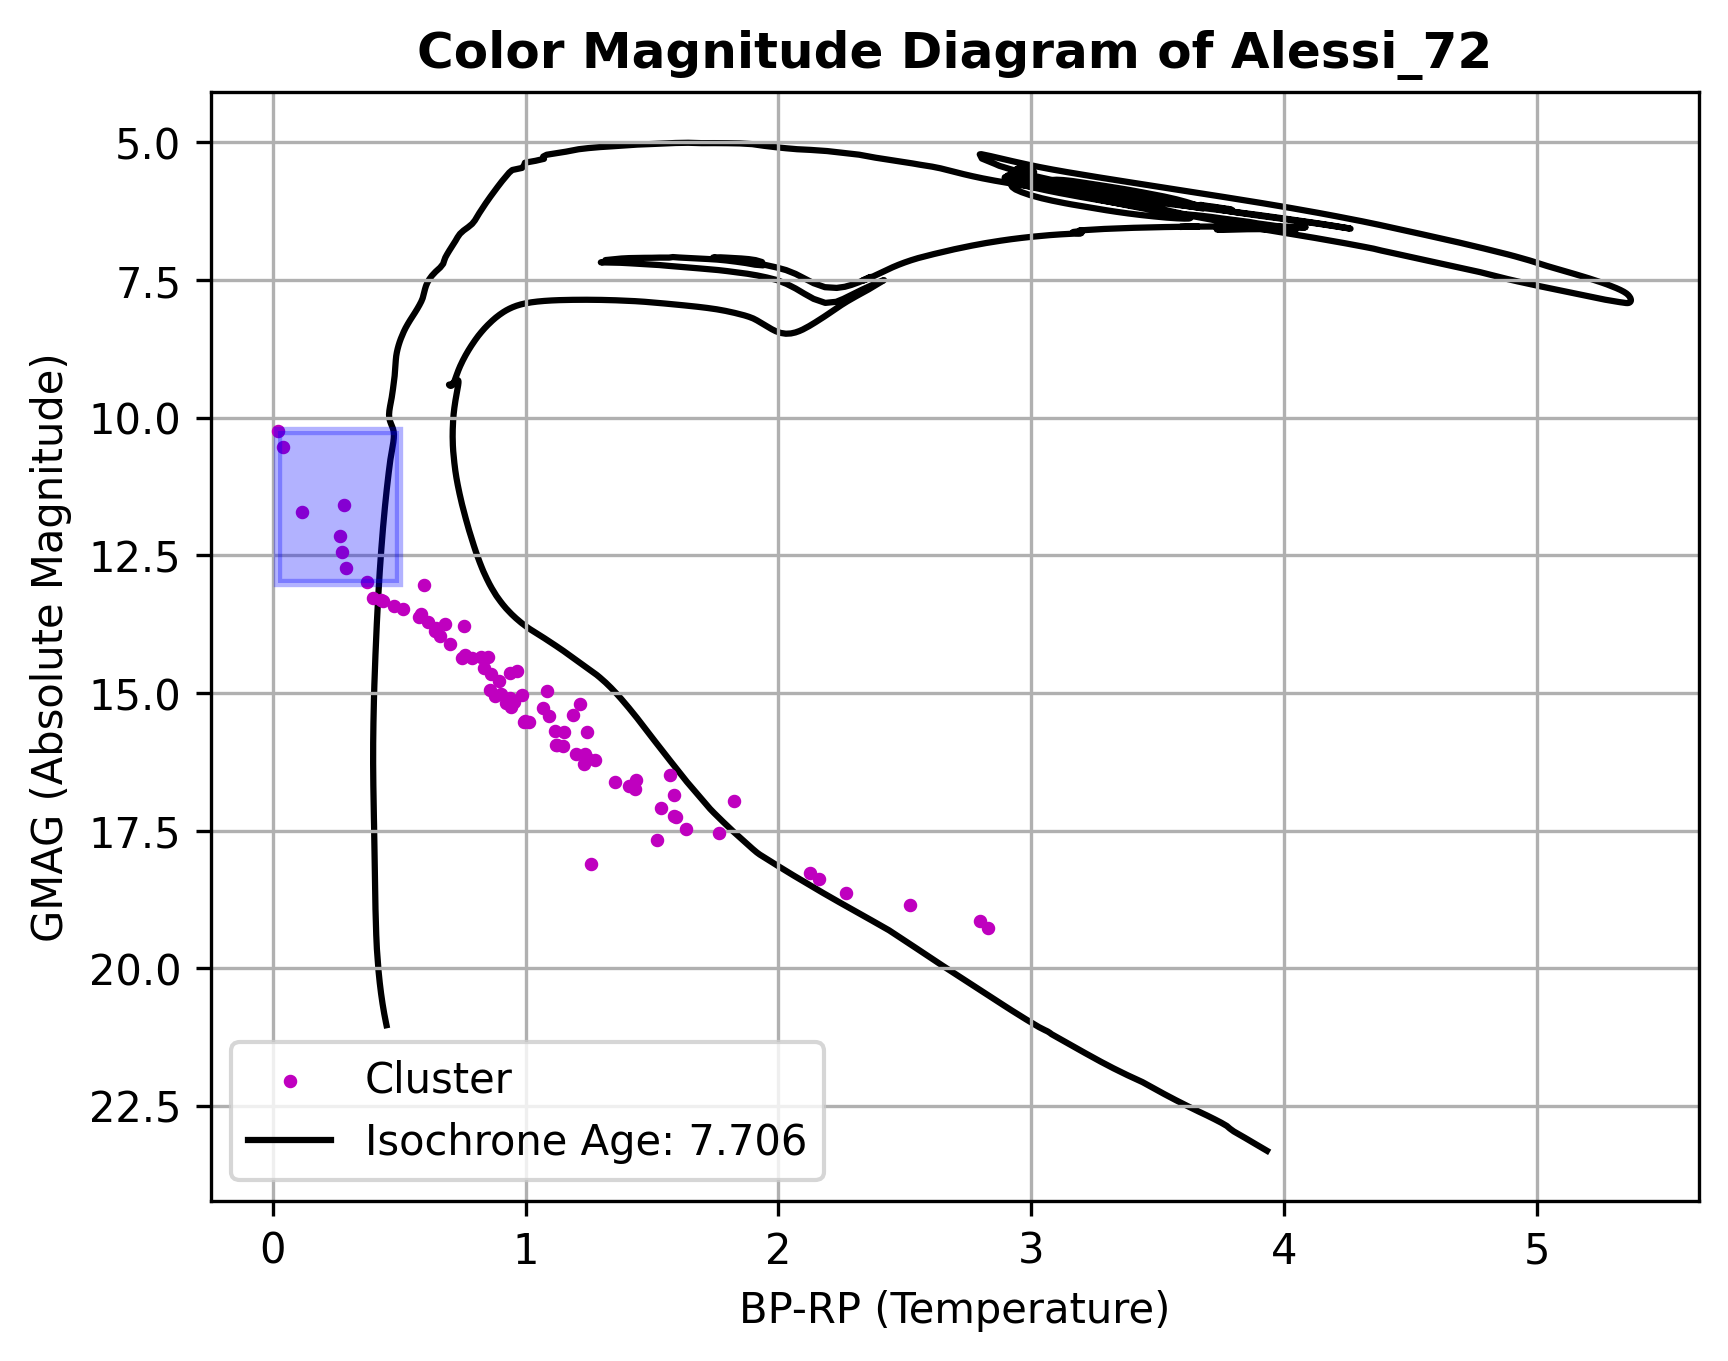 Color Magnitude Diagram of Alessi_72
GMAG (Absolute Magnitude)
5.0
7.5
10.0
12.5
15.0
17.5
20.0
22.5
Cluster
Isochrone Age: 7.706
0 1 2 3 4 5
BP-RP (Temperature)